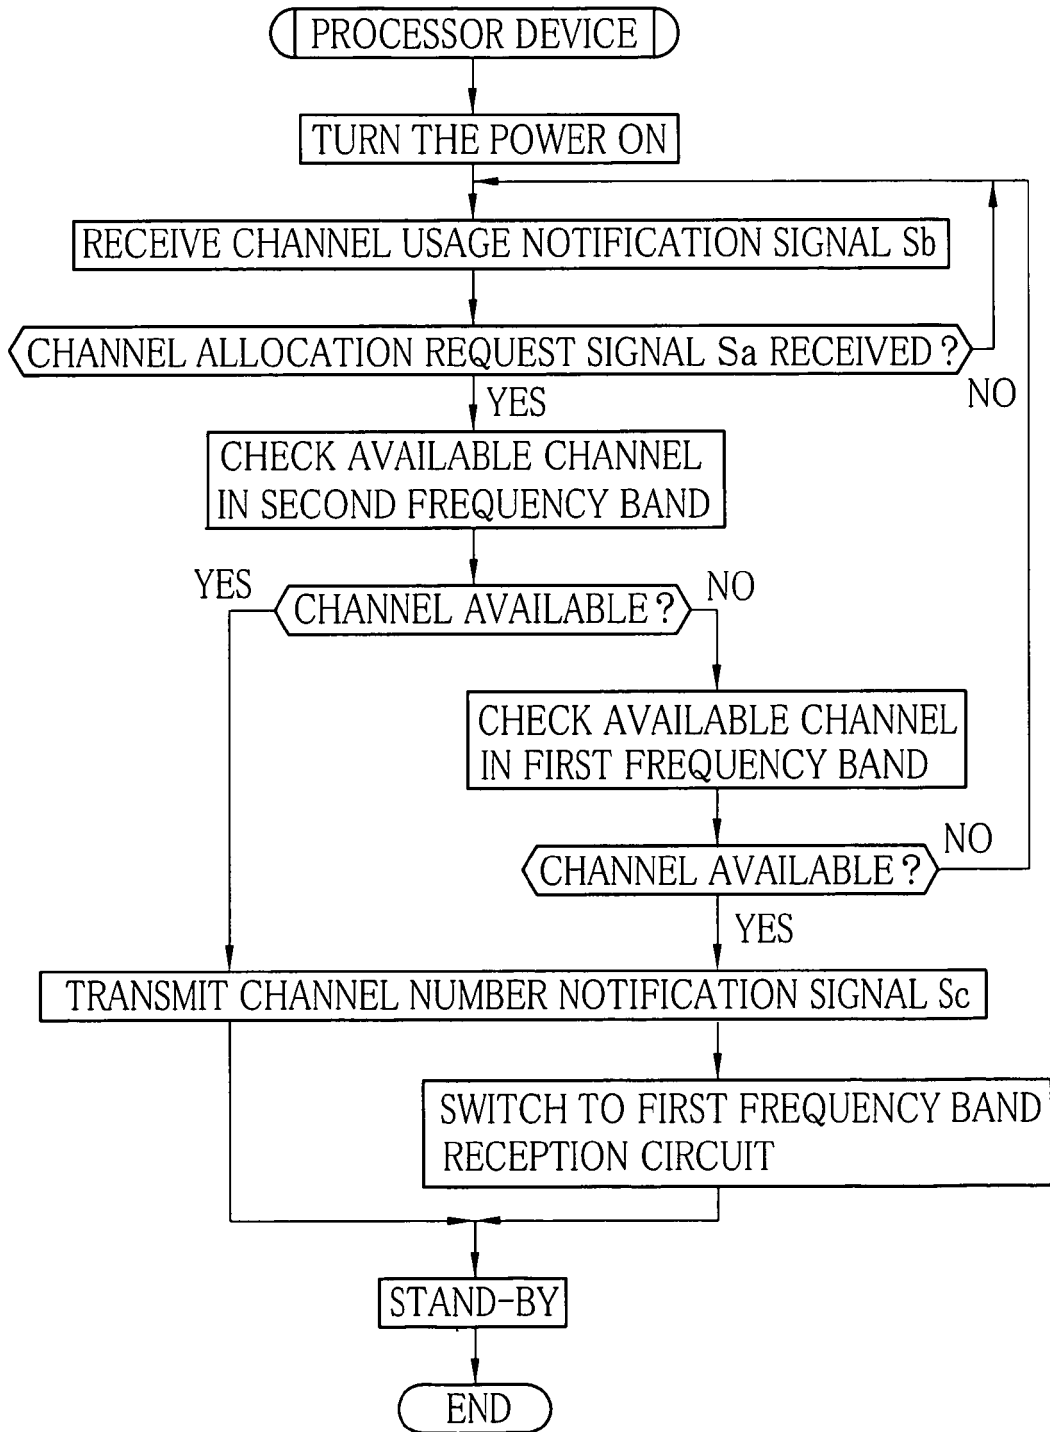 PROCESSOR DEVICE
TURN THE POWER ON
RECEIVE CHANNEL USAGE NOTIFICATION SIGNAL Sb
CHANNEL ALLOCATION REQUEST SIGNAL Sa RECEIVED?
NO
YES
CHECK AVAILABLE CHANNEL
IN SECOND FREQUENCY BAND
YES
CHANNEL AVAILABLE?
NO
CHECK AVAILABLE CHANNEL
IN FIRST FREQUENCY BAND
CHANNEL AVAILABLE?
NO
YES
TRANSMIT CHANNEL NUMBER NOTIFICATION SIGNAL Sc
SWITCH TO FIRST FREQUENCY BAND
RECEPTION CIRCUIT
STAND-BY
END